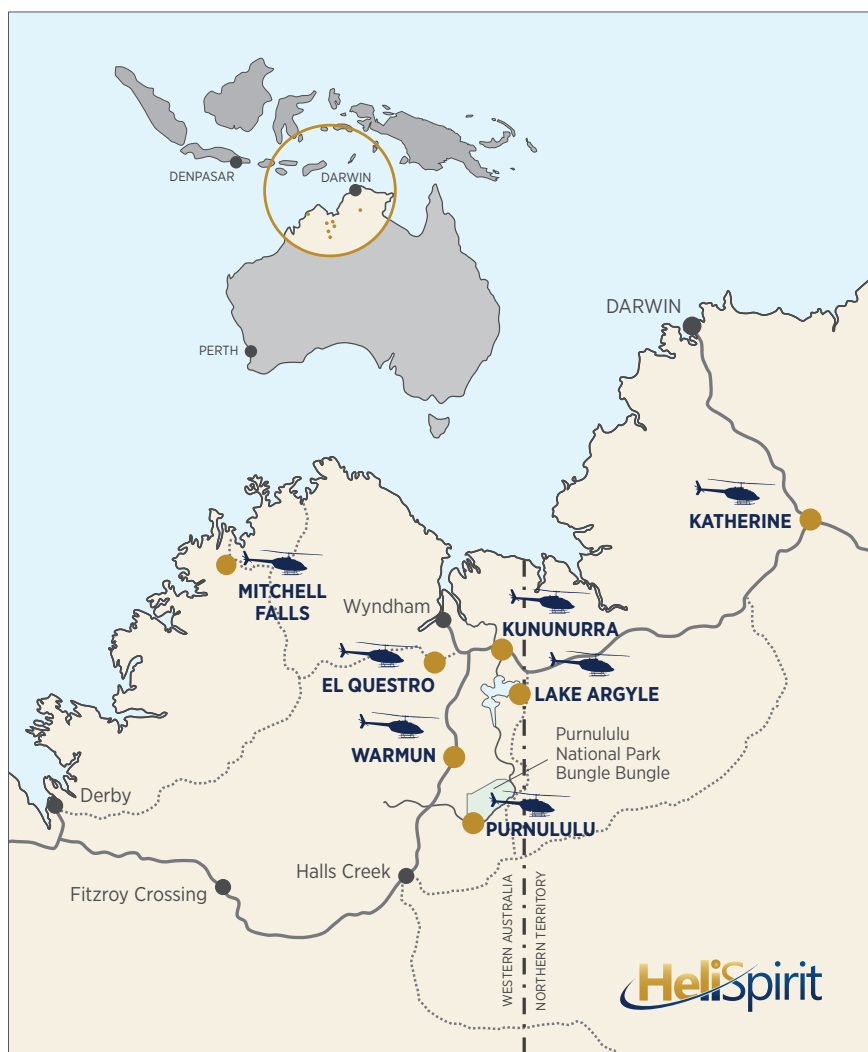 DENPASAR
DARWIN
PERTH
DARWIN
KATHERINE
MITCHELL
FALLS
Wyndham
KUNUNURRA
EL QUESTRO
LAKE ARGYLE
WARMUN
Purnululu
National Park
Bungle Bungle
Derby
PURNULULU
Halls Creek
Fitzroy Crossing
WESTERN AUSTRALIA
NORTHERN TERRITORY
HeliSpirit